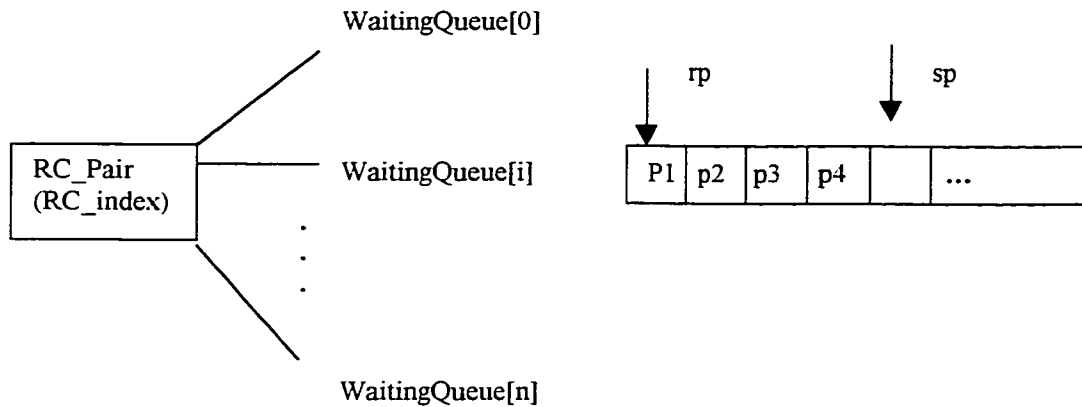 WaitingQueue[0]
rp
sp
RC_Pair
(RC_index)
WaitingQueue[i]
P1 p2 p3 p4 ...
WaitingQueue[n]